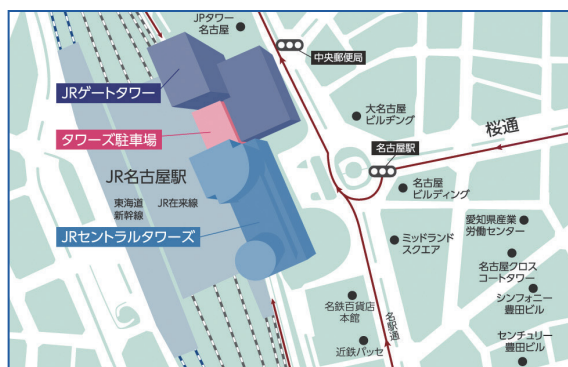 JPタワー
名古屋
中央郵便局
JRゲートタワー
大名古屋
ビルヂング
桜通
タワーズ駐車場
名古屋駅
JR名古屋駅
名古屋
ビルディング
東海道
新幹線
JR在来線
愛知県産業
労働センター
JRセントラルタワーズ
ミッドランド
スクエア
名古屋クロス
コートタワー
シンフォニー
豊田ビル
名鉄百貨店
本館
名駅通
近鉄パッセ
センチュリー
豊田ビル